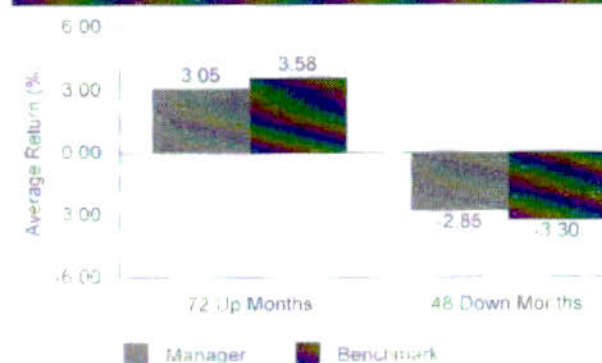 6.00
3.05
3.58
3.00
Average Return (%
0.00
3.00
-2.85
-3.30
-6.00
72 Up Months
48 Down Months
Manager
Benchmark